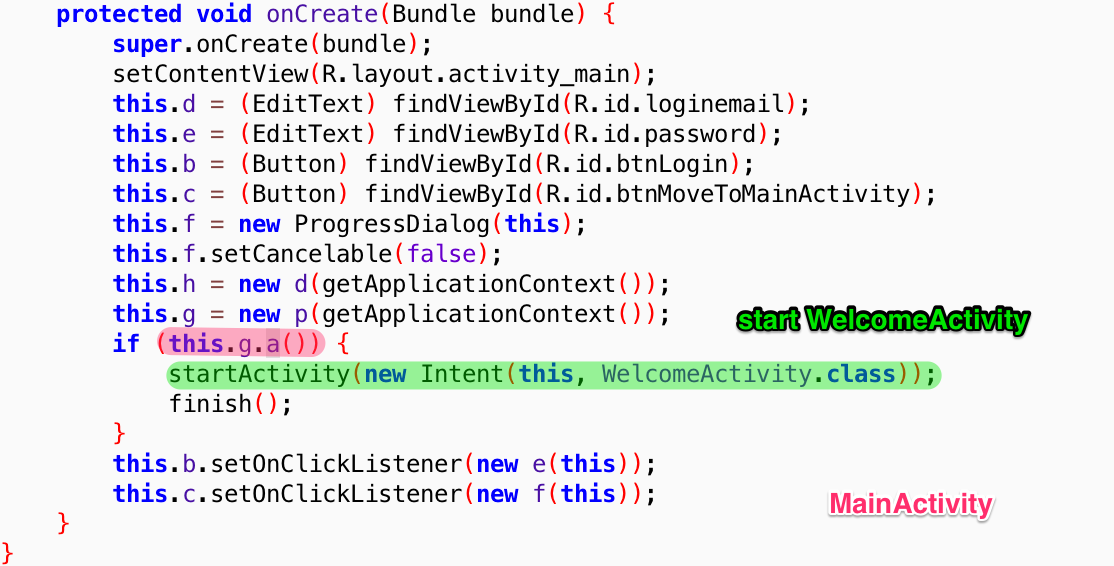 protected void onCreate(Bundle bundle) {
super.onCreate(bundle);
setContentView(R.layout.activity_main);
this.d = (EditText) findViewById(R.id.loginemail);
this.e = (EditText) findViewById(R.id.password);
this.b = (Button) findViewById(R.id.btnLogin);
this.c = (Button) findViewById(R.id.btnMoveToMainActivity);
this.f = new ProgressDialog(this);
this.f.setCancelable(false);
this.h = new d(getApplicationContext());
this.g = new p(getApplicationContext());
start WelcomeActivity
if (this.g.a()) {
startActivity(new Intent(this, WelcomeActivity.class));
finish();
}
this.b.setOnClickListener(new e(this));
this.c.setOnClickListener(new f(this));
MainActivity
}
}